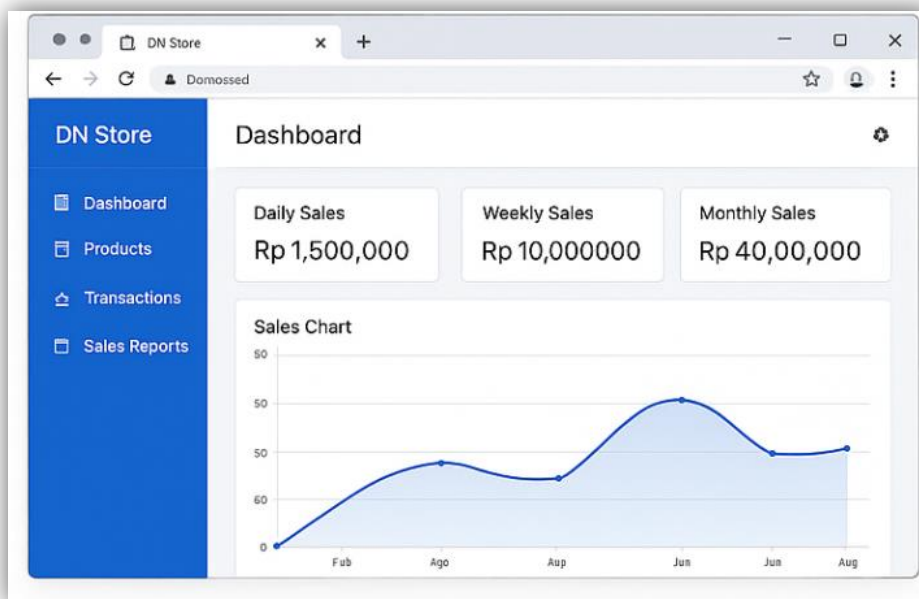 DN Store
Domossed
DN Store
Dashboard
Dashboard
Products
Transactions
Sales Reports
Daily Sales
Rp 1,500,000
Weekly Sales
Rp 10,000000
Monthly Sales
Rp 40,00,000
Sales Chart
50
50
50
60
0
Fub Ago Aup Jun Jun Aug